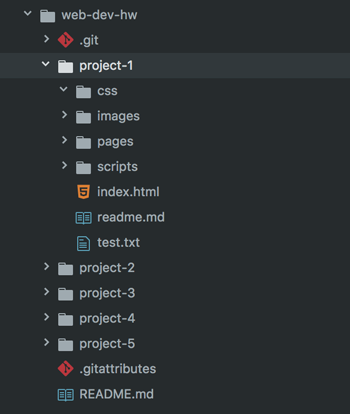 web-dev-hw
.git
project-1
css
images
pages
scripts
index.html
readme.md
test.txt
project-2
project-3
project-4
project-5
.gitattributes
README.md